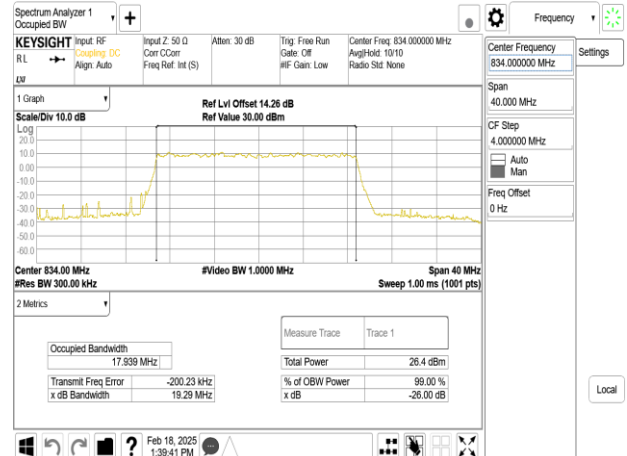 Spectrum Analyzer 1
Occupied BW
Frequency
KEYSIGHT
RL
Input: RF
Coupling: DC
Align: Auto
Input Z: 50 Ω
Corr CCorr
Freq Ref: Int (S)
Atten: 30 dB
Trig: Free Run
Gate: Off
#IF Gain: Low
Center Freq: 834.000000 MHz
Avg|Hold: 10/10
Radio Std: None
Center Frequency
834.000000 MHz
Settings
Span
40.000 MHz
CF Step
4.000000 MHz
Auto
Man
Freq Offset
0 Hz
Local
1 Graph
Scale/Div 10.0 dB
Ref Lvl Offset 14.26 dB
Ref Value 30.00 dBm
Log
20.0
10.0
0.00
-10.0
-20.0
-30.0
-40.0
-50.0
-60.0
Center 834.00 MHz
#Video BW 1.0000 MHz
Span 40 MHz
#Res BW 300.00 kHz
Sweep 1.00 ms (1001 pts)
2 Metrics
Measure Trace Trace 1
Occupied Bandwidth
17.939 MHz
Total Power 26.4 dBm
Transmit Freq Error -200.23 kHz
% of OBW Power 99.00 %
x dB Bandwidth 19.29 MHz
x dB -26.00 dB
?
Feb 18, 2025
1:39:41 PM